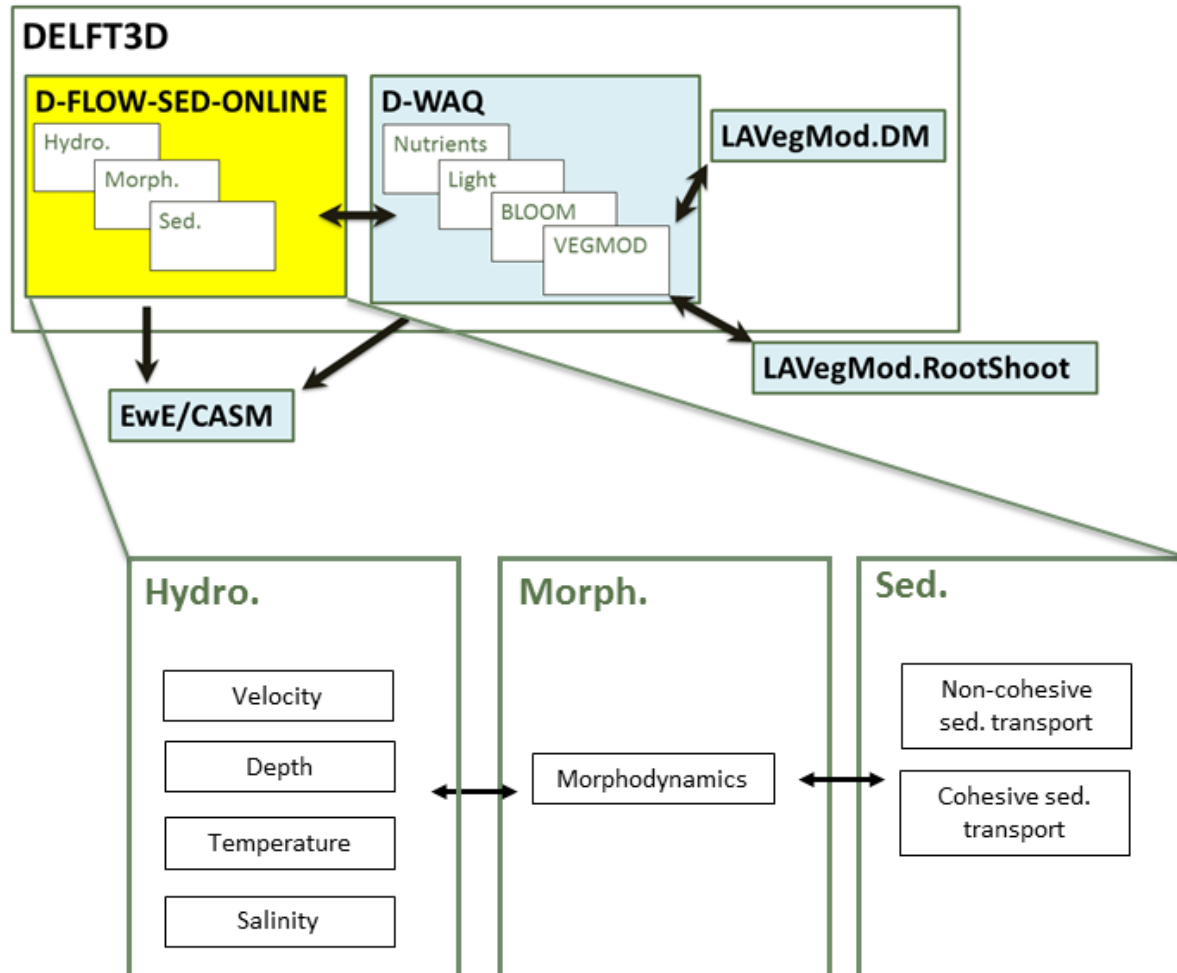 DELFT3D
D-FLOW-SED-ONLINE
Hydro.
Morph.
Sed.
D-WAQ
Nutrients
Light
BLOOM
VEGMOD
LAVegMod.DM
LAVegMod.RootShoot
EwE/CASM
Hydro.
Velocity
Depth
Temperature
Salinity
Morph.
Morphodynamics
Sed.
Non-cohesive
sed. transport
Cohesive sed.
transport